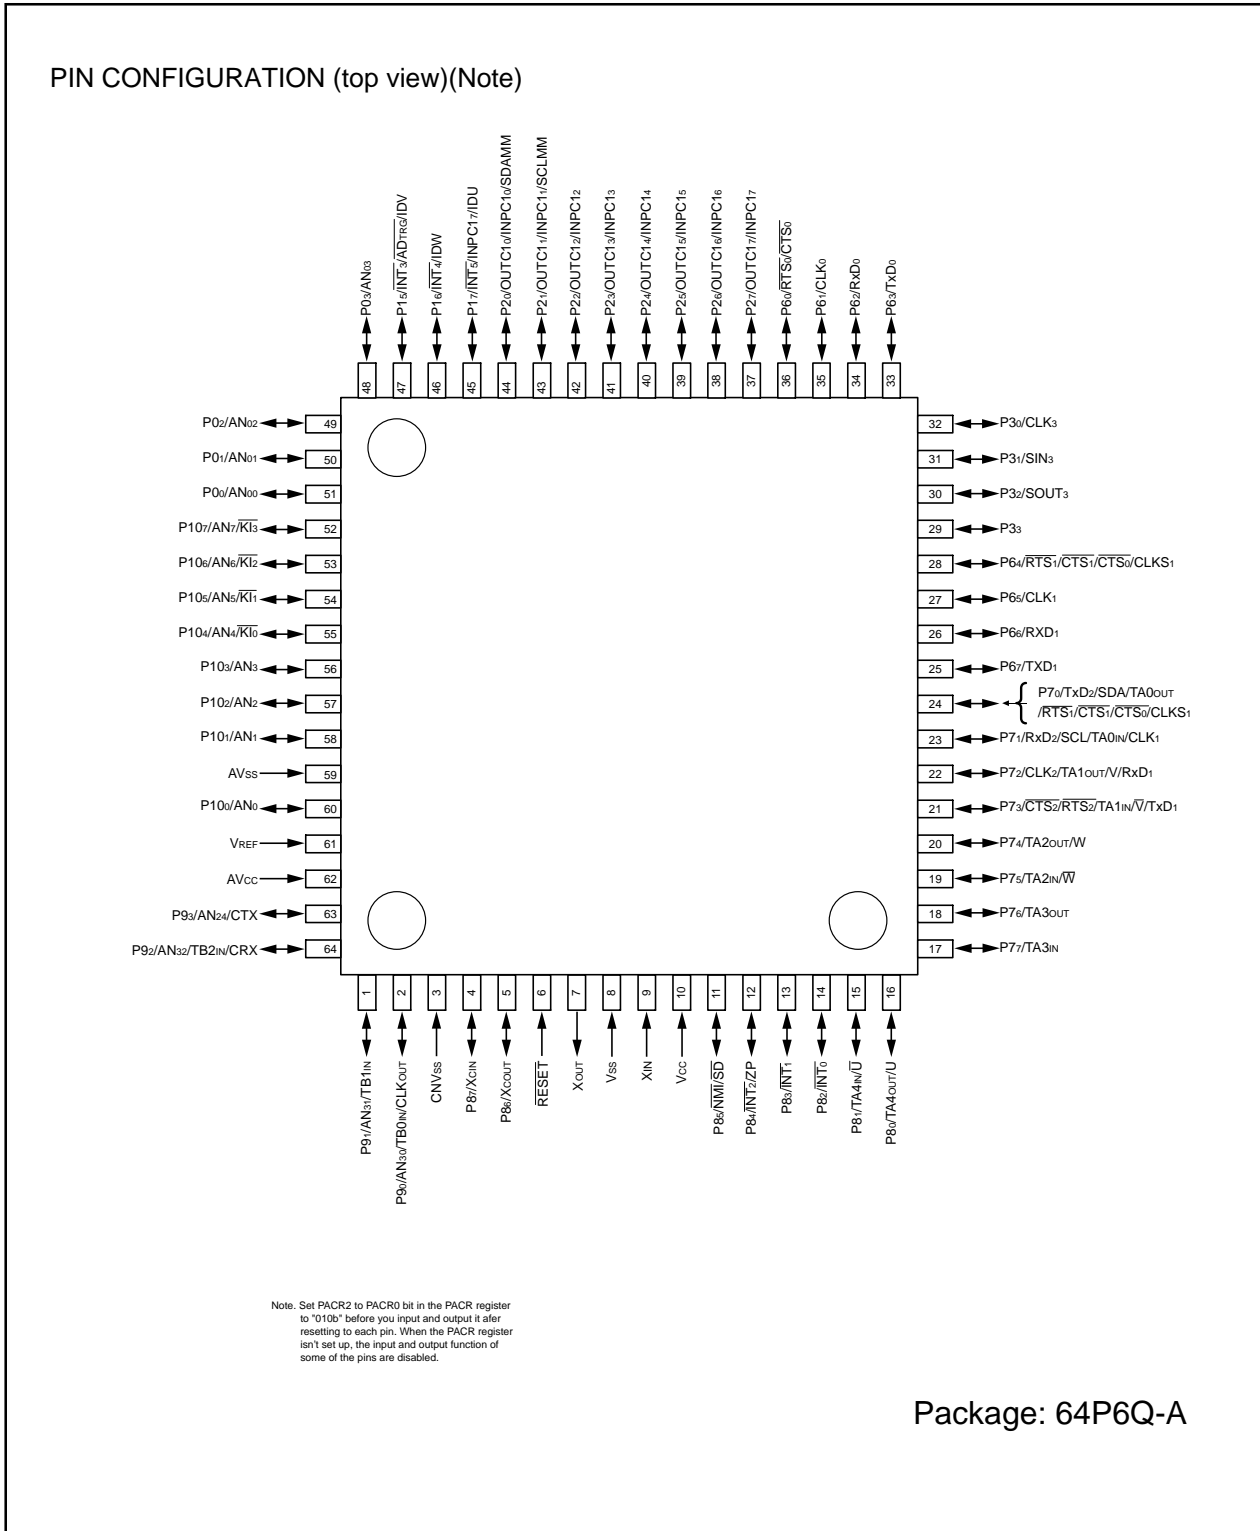 PIN CONFIGURATION (top view)(Note)
P03/AN03
P15/INT3/ADTRG/IDV
P16/INT4/IDW
P17/INT5/INPC17/IDU
P20/OUTC10/INPC10/SDAMM
P21/OUTC11/INPC11/SCLMM
P22/OUTC12/INPC12
P23/OUTC13/INPC13
P24/OUTC14/INPC14
P25/OUTC15/INPC15
P26/OUTC16/INPC16
P27/OUTC17/INPC17
P60/RTS0/CTS0
P61/CLK0
P62/RxD0
P63/TxD0
48 47 46 45 44 43 42 41 40 39 38 37 36 35 34 33
P02/AN02 49
P01/AN01 50
P00/AN00 51
P107/AN7/KI3 52
P106/AN6/KI2 53
P105/AN5/KI1 54
P104/AN4/KI0 55
P103/AN3 56
P102/AN2 57
P101/AN1 58
AVSS 59
P100/AN0 60
VREF 61
AVCC 62
P93/AN24/CTX 63
P92/AN32/TB2IN/CRX 64
32 P30/CLK3
31 P31/SIN3
30 P32/SOUT3
29 P33
28 P64/RTS1/CTS1/CTS0/CLKS1
27 P65/CLK1
26 P66/RXD1
25 P67/TXD1
24 P70/TxD2/SDA/TA0OUT
/RTS1/CTS1/CTS0/CLKS1
23 P71/RxD2/SCL/TA0IN/CLK1
22 P72/CLK2/TA1OUT/V/RxD1
21 P73/CTS2/RTS2/TA1IN/V/TxD1
20 P74/TA2OUT/W
19 P75/TA2IN/W
18 P76/TA3OUT
17 P77/TA3IN
1 2 3 4 5 6 7 8 9 10 11 12 13 14 15 16
P91/AN31/TB1IN
P90/AN30/TB0IN/CLKOUT
CNVSS
P87/XCIN
P86/XCOUT
RESET
XOUT
VSS
XIN
VCC
P85/NMI/SD
P84/INT2/ZP
P83/INT1
P82/INT0
P81/TA4IN/U
P80/TA4OUT/U
Note. Set PACR2 to PACR0 bit in the PACR register
to "010b" before you input and output it afer
resetting to each pin. When the PACR register
isn't set up, the input and output function of
some of the pins are disabled.
Package: 64P6Q-A